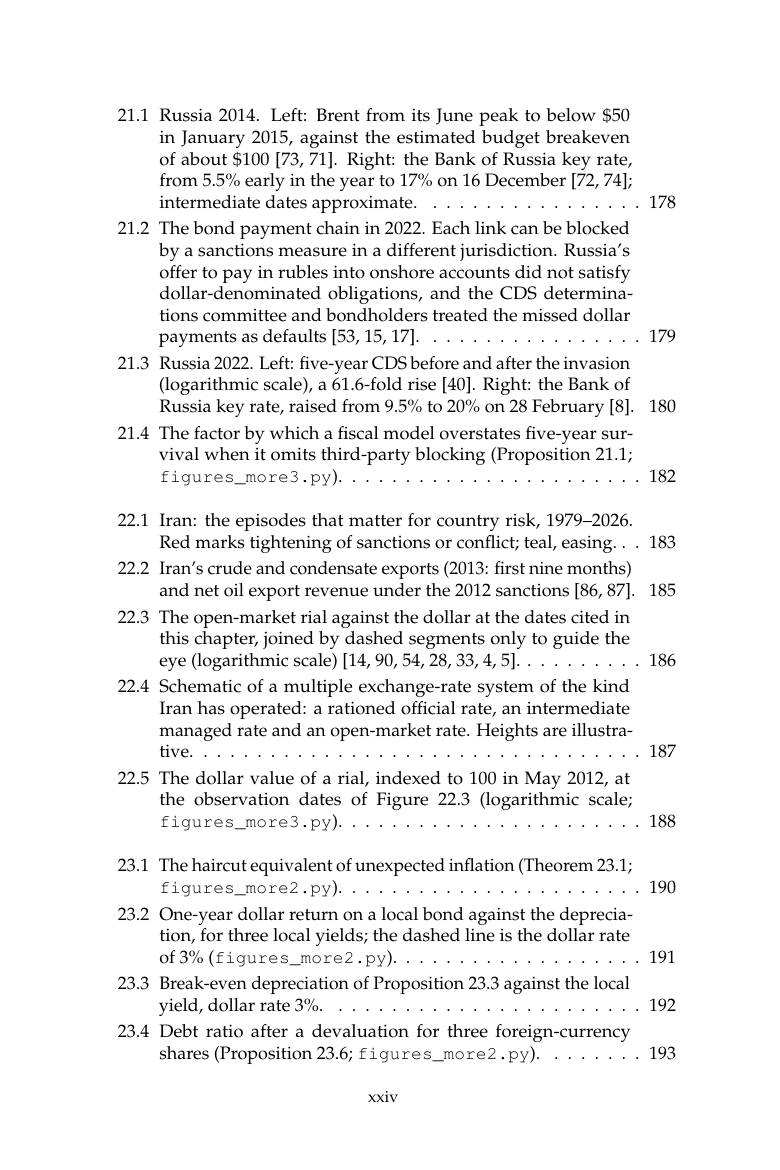 21.1 Russia 2014. Left: Brent from its June peak to below $50
in January 2015, against the estimated budget breakeven
of about $100 [73, 71]. Right: the Bank of Russia key rate,
from 5.5% early in the year to 17% on 16 December [72, 74];
intermediate dates approximate. . . . . . . . . . . . . . . . . 178
21.2 The bond payment chain in 2022. Each link can be blocked
by a sanctions measure in a different jurisdiction. Russia's
offer to pay in rubles into onshore accounts did not satisfy
dollar-denominated obligations, and the CDS determina-
tions committee and bondholders treated the missed dollar
payments as defaults [53, 15, 17]. . . . . . . . . . . . . . . . . 179
21.3 Russia 2022. Left: five-year CDS before and after the invasion
(logarithmic scale), a 61.6-fold rise [40]. Right: the Bank of
Russia key rate, raised from 9.5% to 20% on 28 February [8]. 180
21.4 The factor by which a fiscal model overstates five-year sur-
vival when it omits third-party blocking (Proposition 21.1;
figures_more3.py). . . . . . . . . . . . . . . . . . . . . . . 182
22.1 Iran: the episodes that matter for country risk, 1979–2026.
Red marks tightening of sanctions or conflict; teal, easing. . . 183
22.2 Iran's crude and condensate exports (2013: first nine months)
and net oil export revenue under the 2012 sanctions [86, 87]. 185
22.3 The open-market rial against the dollar at the dates cited in
this chapter, joined by dashed segments only to guide the
eye (logarithmic scale) [14, 90, 54, 28, 33, 4, 5]. . . . . . . . . . 186
22.4 Schematic of a multiple exchange-rate system of the kind
Iran has operated: a rationed official rate, an intermediate
managed rate and an open-market rate. Heights are illustra-
tive. . . . . . . . . . . . . . . . . . . . . . . . . . . . . . . . . . 187
22.5 The dollar value of a rial, indexed to 100 in May 2012, at
the observation dates of Figure 22.3 (logarithmic scale;
figures_more3.py). . . . . . . . . . . . . . . . . . . . . . . 188
23.1 The haircut equivalent of unexpected inflation (Theorem 23.1;
figures_more2.py). . . . . . . . . . . . . . . . . . . . . . . 190
23.2 One-year dollar return on a local bond against the deprecia-
tion, for three local yields; the dashed line is the dollar rate
of 3% (figures_more2.py). . . . . . . . . . . . . . . . . . . 191
23.3 Break-even depreciation of Proposition 23.3 against the local
yield, dollar rate 3%. . . . . . . . . . . . . . . . . . . . . . . . 192
23.4 Debt ratio after a devaluation for three foreign-currency
shares (Proposition 23.6; figures_more2.py). . . . . . . . 193
xxiv